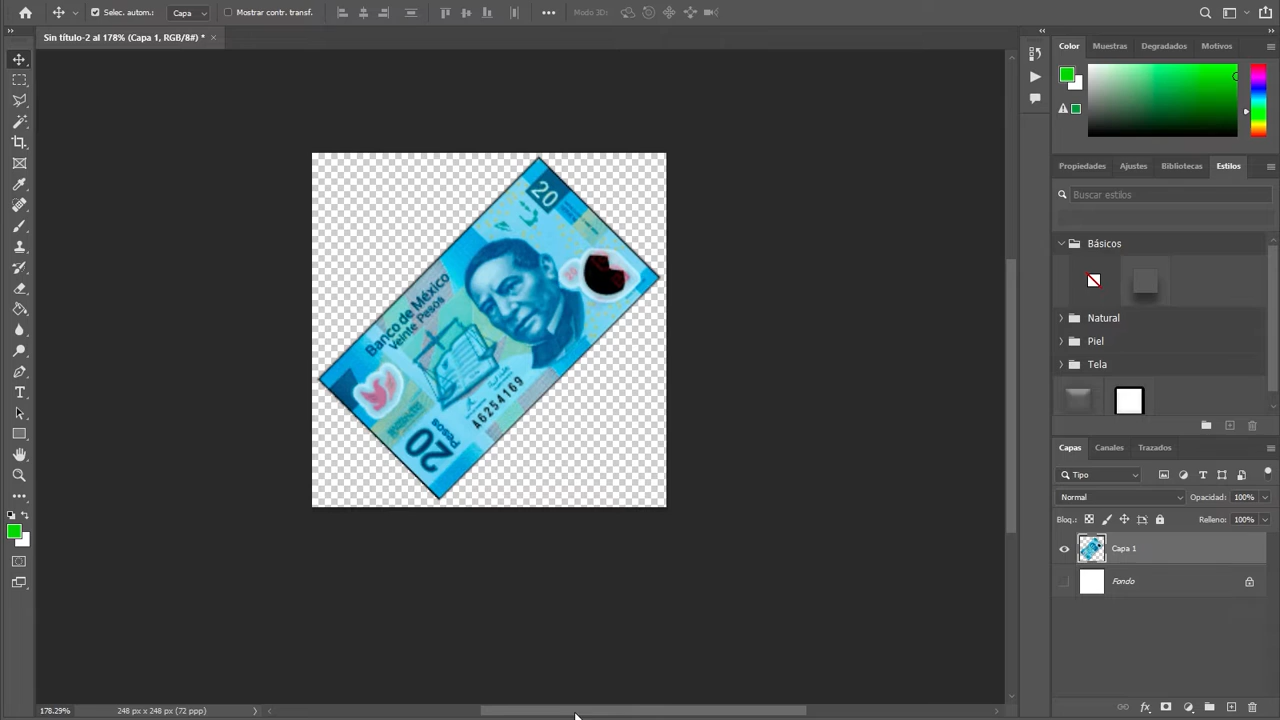 Selec. autom.:
Capa
Mostrar contr. transf.
Modo 3D:
Sin título-2 al 178% (Capa 1, RGB/8#) *
Color
Muestras
Degradados
Motivos
Propiedades
Ajustes
Bibliotecas
Estilos
Buscar estilos
Básicos
Natural
Piel
Tela
Capas
Canales
Trazados
Tipo
Normal
Opacidad: 100%
Bloq.:
Relleno: 100%
Capa 1
Fondo
20
Banco de México
Veinte Pesos
A6254169
20
Pesos
178.29%
248 px x 248 px (72 ppp)